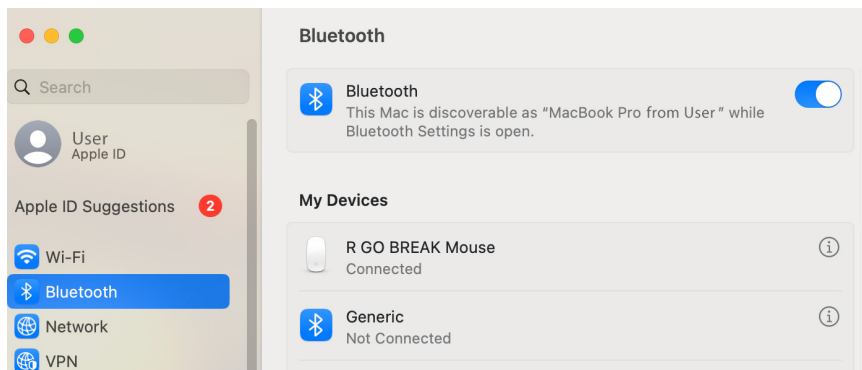 Bluetooth
Search
User
Apple ID
Apple ID Suggestions 2
Wi-Fi
Bluetooth
Network
VPN
Bluetooth
This Mac is discoverable as “MacBook Pro from User” while
Bluetooth Settings is open.
My Devices
R GO BREAK Mouse
Connected
Generic
Not Connected